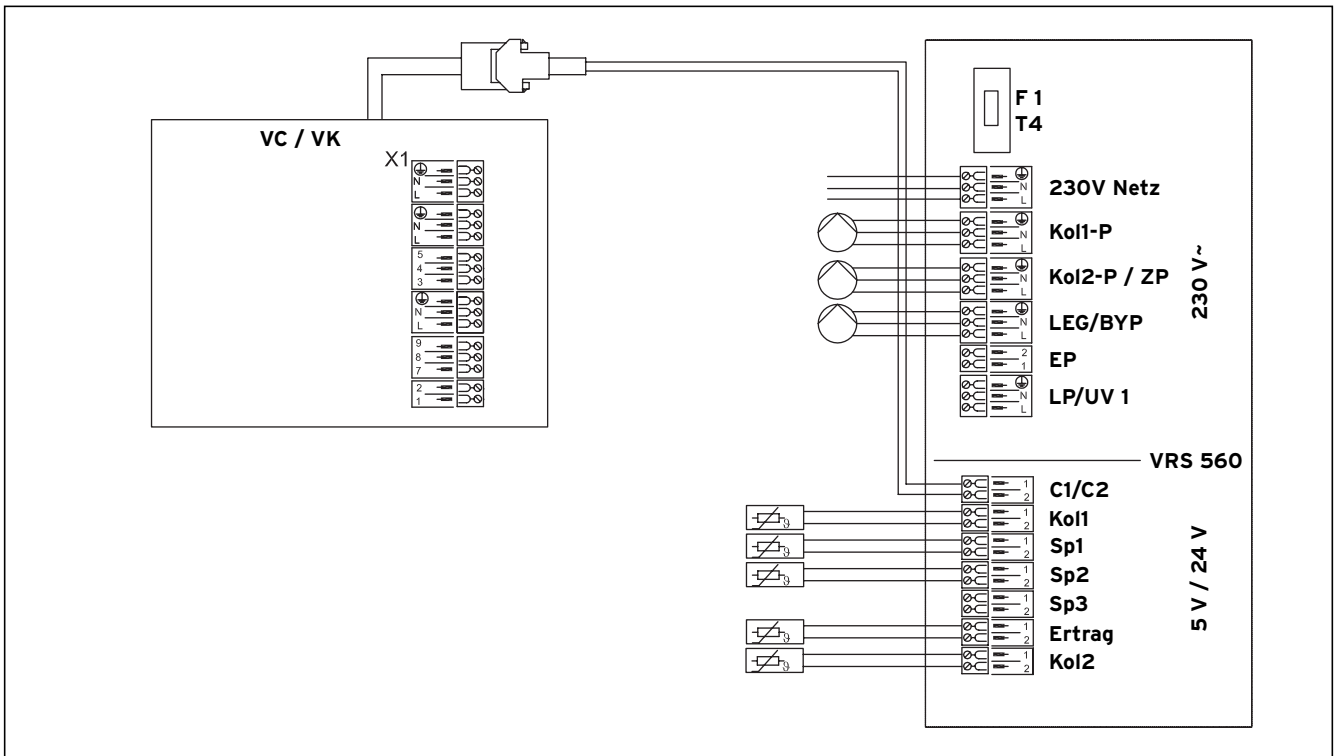 VC / VK
X1
N
L
N
L
5
4
3
N
L
9
8
7
2
1
F 1
T4
N
L
230V Netz
N
L
Kol1-P
N
L
Kol2-P / ZP
N
L
LEG/BYP
2
1
EP
N
L
LP/UV 1
230 V~
VRS 560
1
2
C1/C2
1
2
Kol1
ϑ
1
2
Sp1
ϑ
1
2
Sp2
ϑ
1
2
Sp3
1
2
Ertrag
ϑ
1
2
Kol2
ϑ
5 V / 24 V